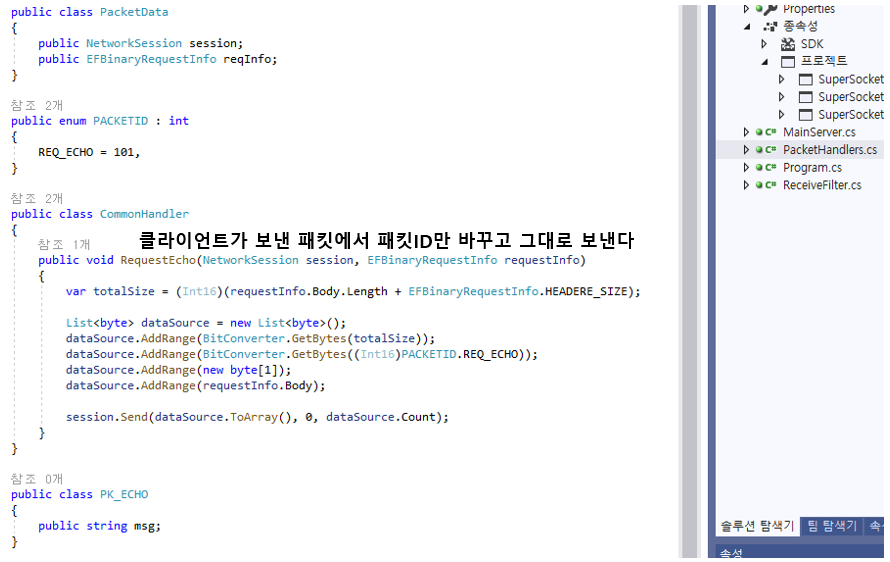 public class PacketData
{
public NetworkSession session;
public EFBinaryRequestInfo reqInfo;
}
참조 2개
public enum PACKETID : int
{
REQ_ECHO = 101,
}
참조 2개
public class CommonHandler
{
클라이언트가 보낸 패킷에서 패킷ID만 바꾸고 그대로 보낸다
참조 1개
public void RequestEcho(NetworkSession session, EFBinaryRequestInfo requestInfo)
{
var totalSize = (Int16)(requestInfo.Body.Length + EFBinaryRequestInfo.HEADERE_SIZE);
List<byte> dataSource = new List<byte>();
dataSource.AddRange(BitConverter.GetBytes(totalSize));
dataSource.AddRange(BitConverter.GetBytes((Int16)PACKETID.REQ_ECHO));
dataSource.AddRange(new byte[1]);
dataSource.AddRange(requestInfo.Body);
session.Send(dataSource.ToArray(), 0, dataSource.Count);
}
}
참조 0개
public class PK_ECHO
{
public string msg;
}
Properties
종속성
SDK
프로젝트
SuperSocket
SuperSocket
SuperSocket
C# MainServer.cs
C# PacketHandlers.cs
C# Program.cs
C# ReceiveFilter.cs
솔루션 탐색기 팀 탐색기
속성